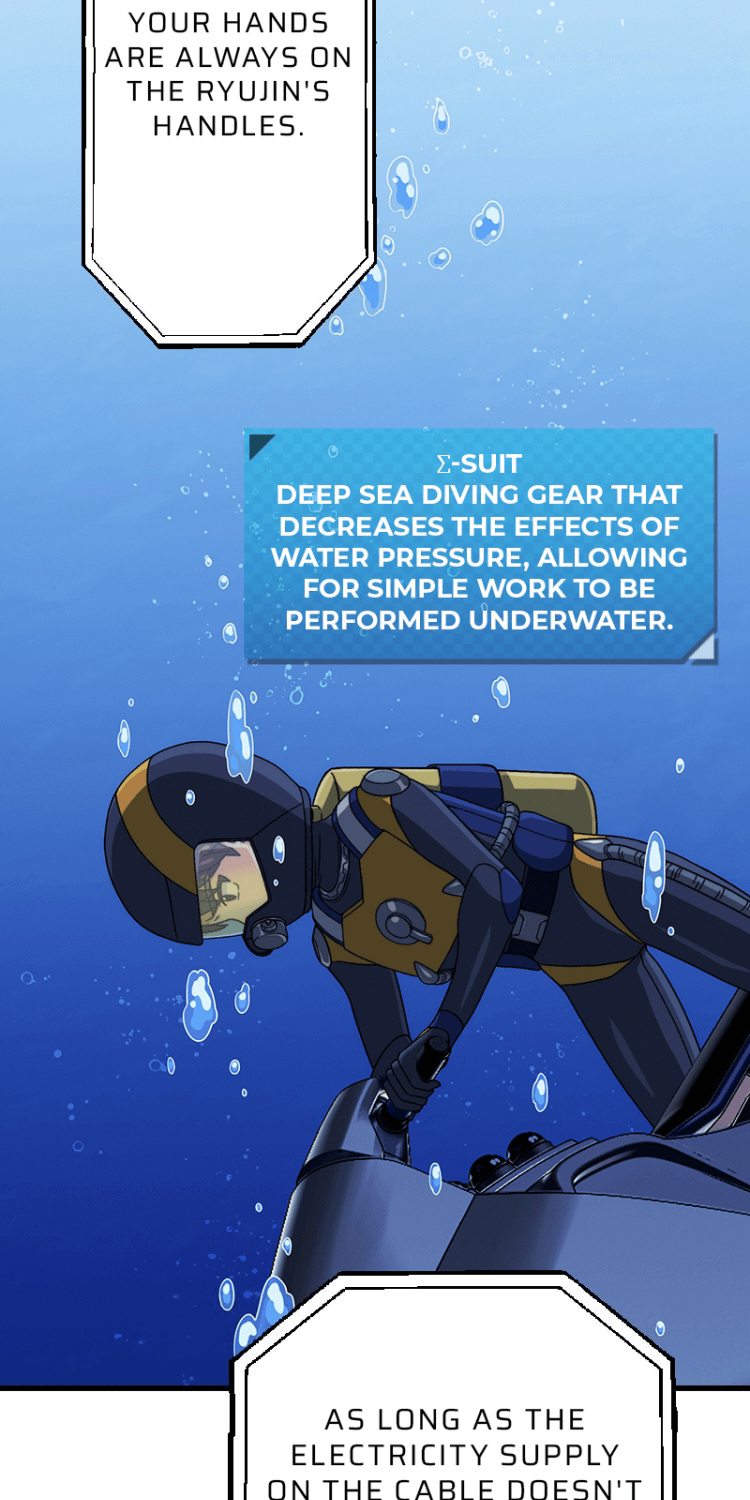 YOUR HANDS
ARE ALWAYS ON
THE RYUJIN'S
HANDLES.
Σ-SUIT
DEEP SEA DIVING GEAR THAT
DECREASES THE EFFECTS OF
WATER PRESSURE, ALLOWING
FOR SIMPLE WORK TO BE
PERFORMED UNDERWATER.
AS LONG AS THE
ELECTRICITY SUPPLY
ON THE CABLE DOESN'T